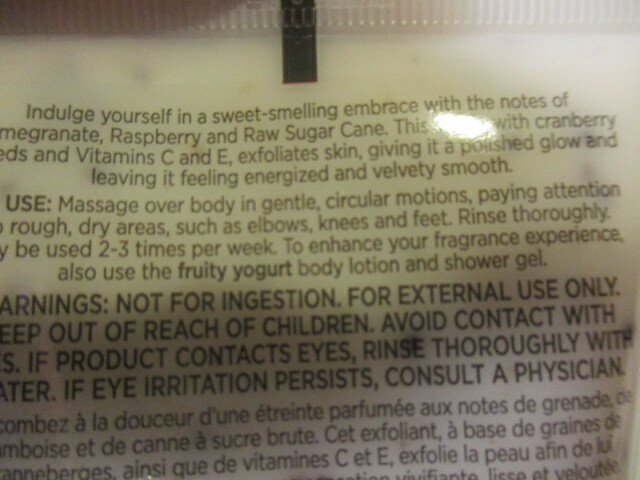 Indulge yourself in a sweet-smelling embrace with the notes of
megranate, Raspberry and Raw Sugar Cane. This with cranberry
eds and Vitamins C and E, exfoliates skin, giving it a polished glow and
leaving it feeling energized and velvety smooth.
USE: Massage over body in gentle, circular motions, paying attention
o rough, dry areas, such as elbows, knees and feet. Rinse thoroughly.
y be used 2-3 times per week. To enhance your fragrance experience,
also use the fruity yogurt body lotion and shower gel.
ARNINGS: NOT FOR INGESTION. FOR EXTERNAL USE ONLY.
EEP OUT OF REACH OF CHILDREN. AVOID CONTACT WITH
ES. IF PRODUCT CONTACTS EYES, RINSE THOROUGHLY WITH
ATER. IF EYE IRRITATION PERSISTS, CONSULT A PHYSICIAN.
combez à la douceur d'une étreinte parfumée aux notes de grenade, de
amboise et de canne à sucre brute. Cet exfoliant, à base de graines de
anneberges, ainsi que de vitamines C et E, exfolie la peau afin de lui
vivifiante, lisse et veloutée.